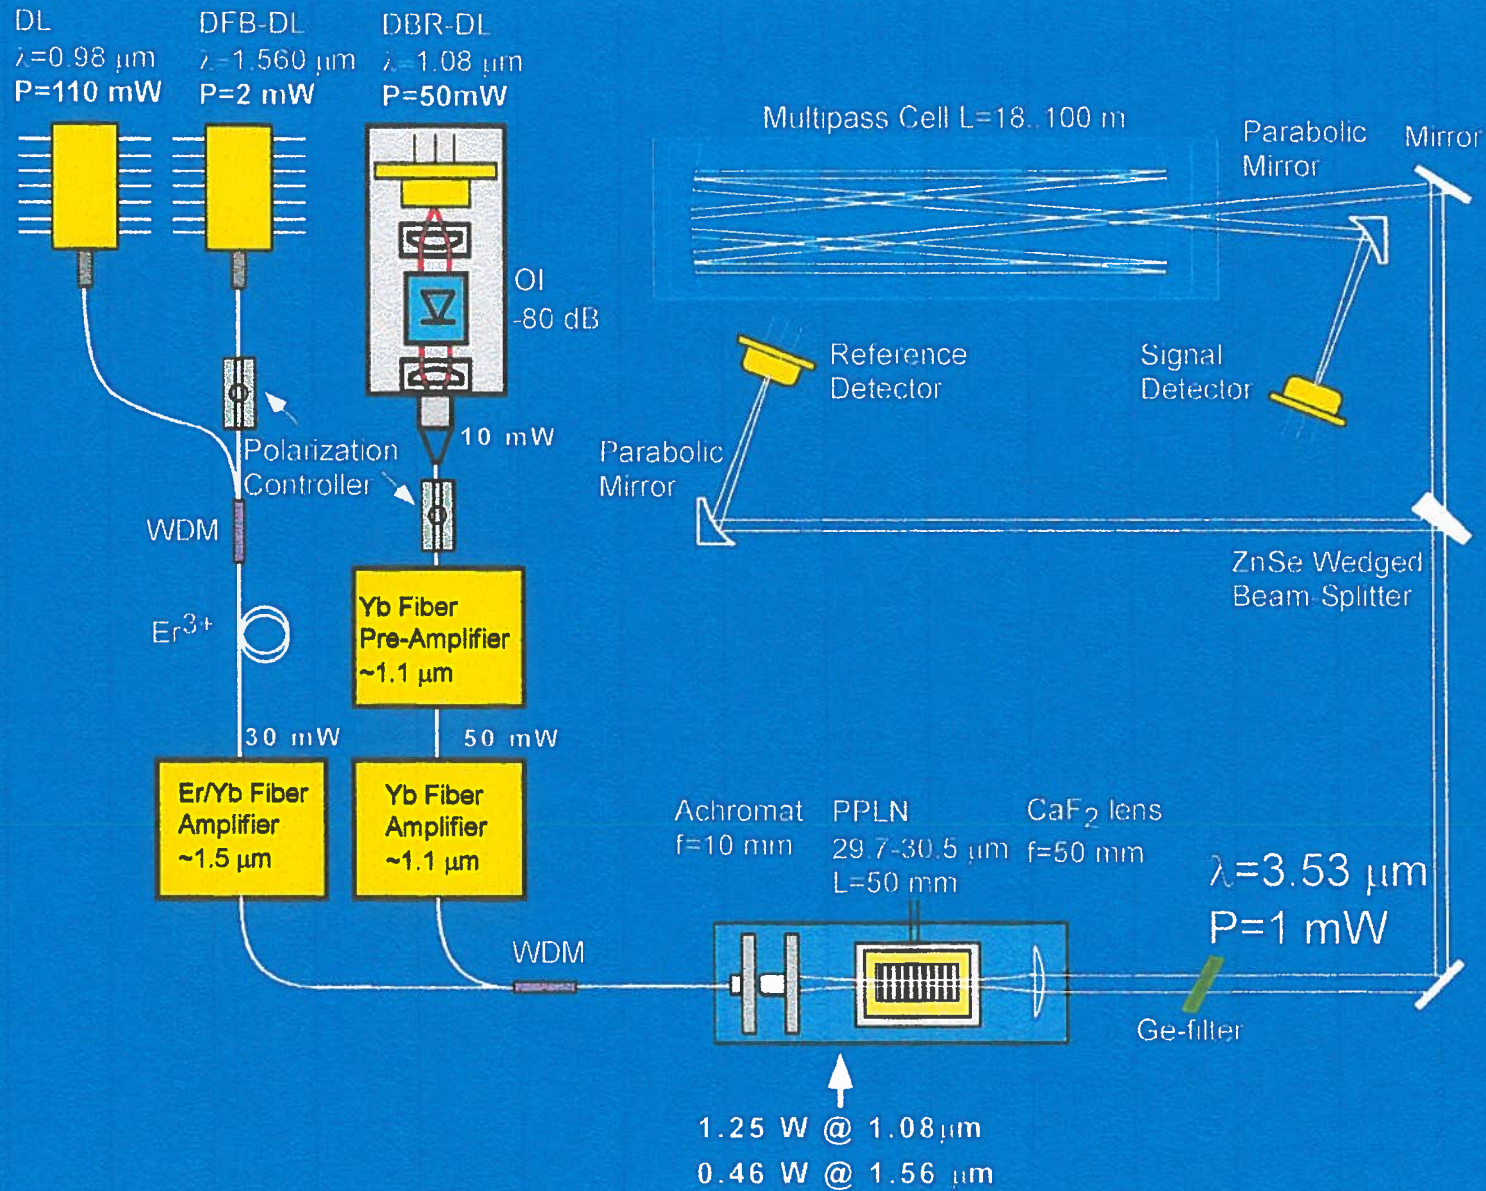 DL
λ=0.98 μm
P=110 mW
DFB-DL
λ=1.560 μm
P=2 mW
DBR-DL
λ=1.08 μm
P=50mW
OI
-80 dB
10 mW
Polarization
Controller
WDM
Er3+
Yb Fiber
Pre-Amplifier
~1.1 μm
30 mW
50 mW
Er/Yb Fiber
Amplifier
~1.5 μm
Yb Fiber
Amplifier
~1.1 μm
WDM
Multipass Cell L=18..100 m
Parabolic
Mirror
Mirror
Reference
Detector
Signal
Detector
Parabolic
Mirror
ZnSe Wedged
Beam-Splitter
Achromat
f=10 mm
PPLN
29.7-30.5 μm
L=50 mm
CaF2 lens
f=50 mm
λ=3.53 μm
P=1 mW
Ge-filter
1.25 W @ 1.08μm
0.46 W @ 1.56 μm